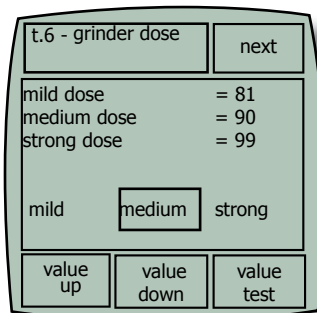 t.6 - grinder dose
next
mild dose = 81
medium dose = 90
strong dose = 99
mild medium strong
value up
value down
value test